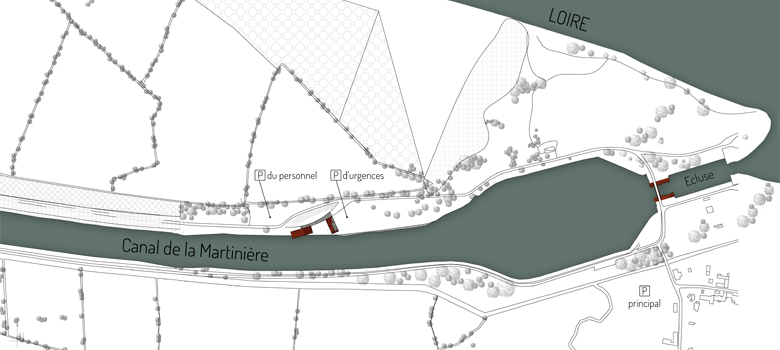 LOIRE
P du personnel
P d'urgences
Ecluse
Canal de la Martinière
P
principal